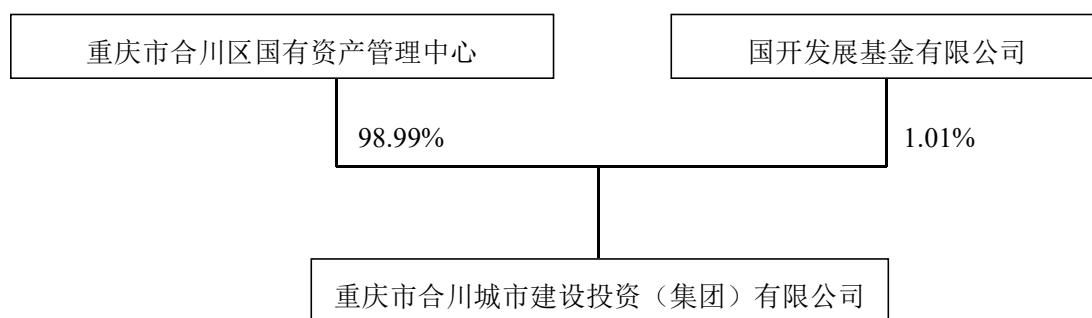 重庆市合川区国有资产管理中心
国开发展基金有限公司
98.99%
1.01%
重庆市合川城市建设投资（集团）有限公司